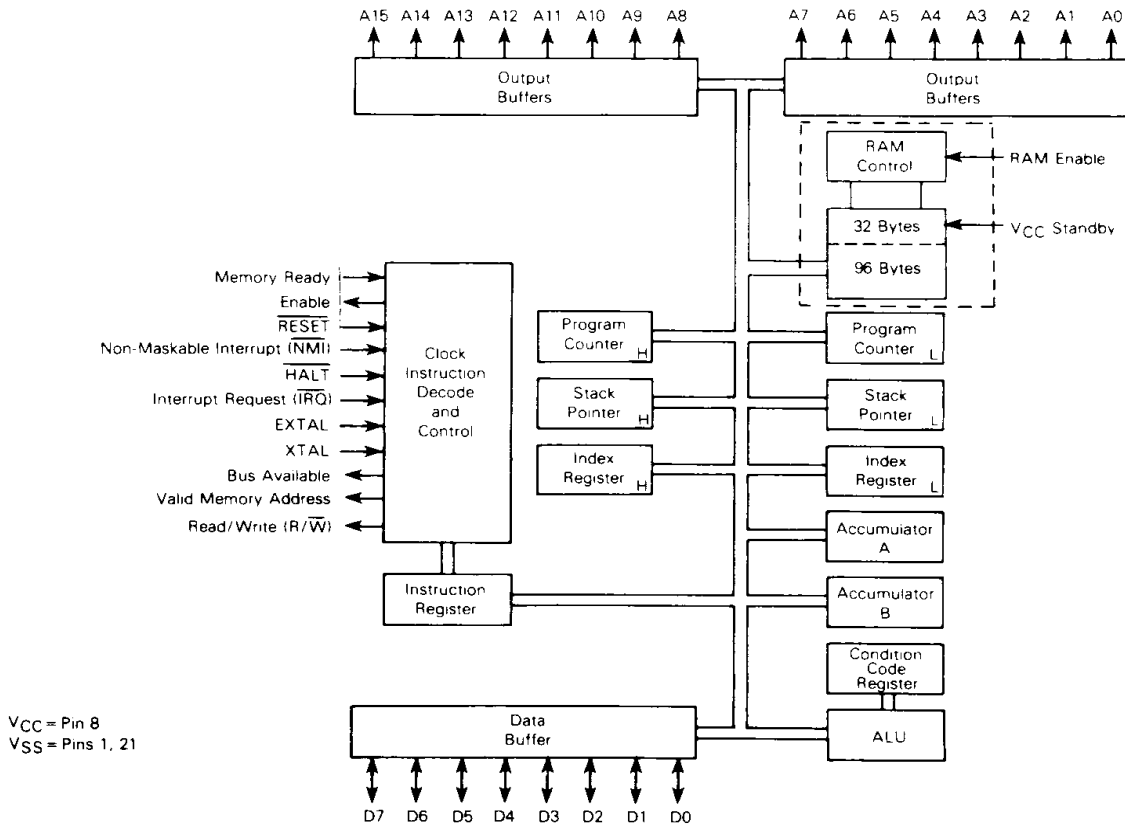 A15 A14 A13 A12 A11 A10 A9 A8 A7 A6 A5 A4 A3 A2 A1 A0
Output
Buffers
Output
Buffers
RAM
Control
RAM Enable
32 Bytes
VCC Standby
96 Bytes
Memory Ready
Enable
RESET
Non-Maskable Interrupt (NMI)
HALT
Interrupt Request (IRQ)
EXTAL
XTAL
Bus Available
Valid Memory Address
Read/Write (R/W)
Clock
Instruction
Decode
and
Control
Program
Counter
H
Program
Counter
L
Stack
Pointer
H
Stack
Pointer
L
Index
Register
H
Index
Register
L
Accumulator
A
Instruction
Register
Accumulator
B
Condition
Code
Register
ALU
Data
Buffer
VCC = Pin 8
VSS = Pins 1, 21
D7 D6 D5 D4 D3 D2 D1 D0